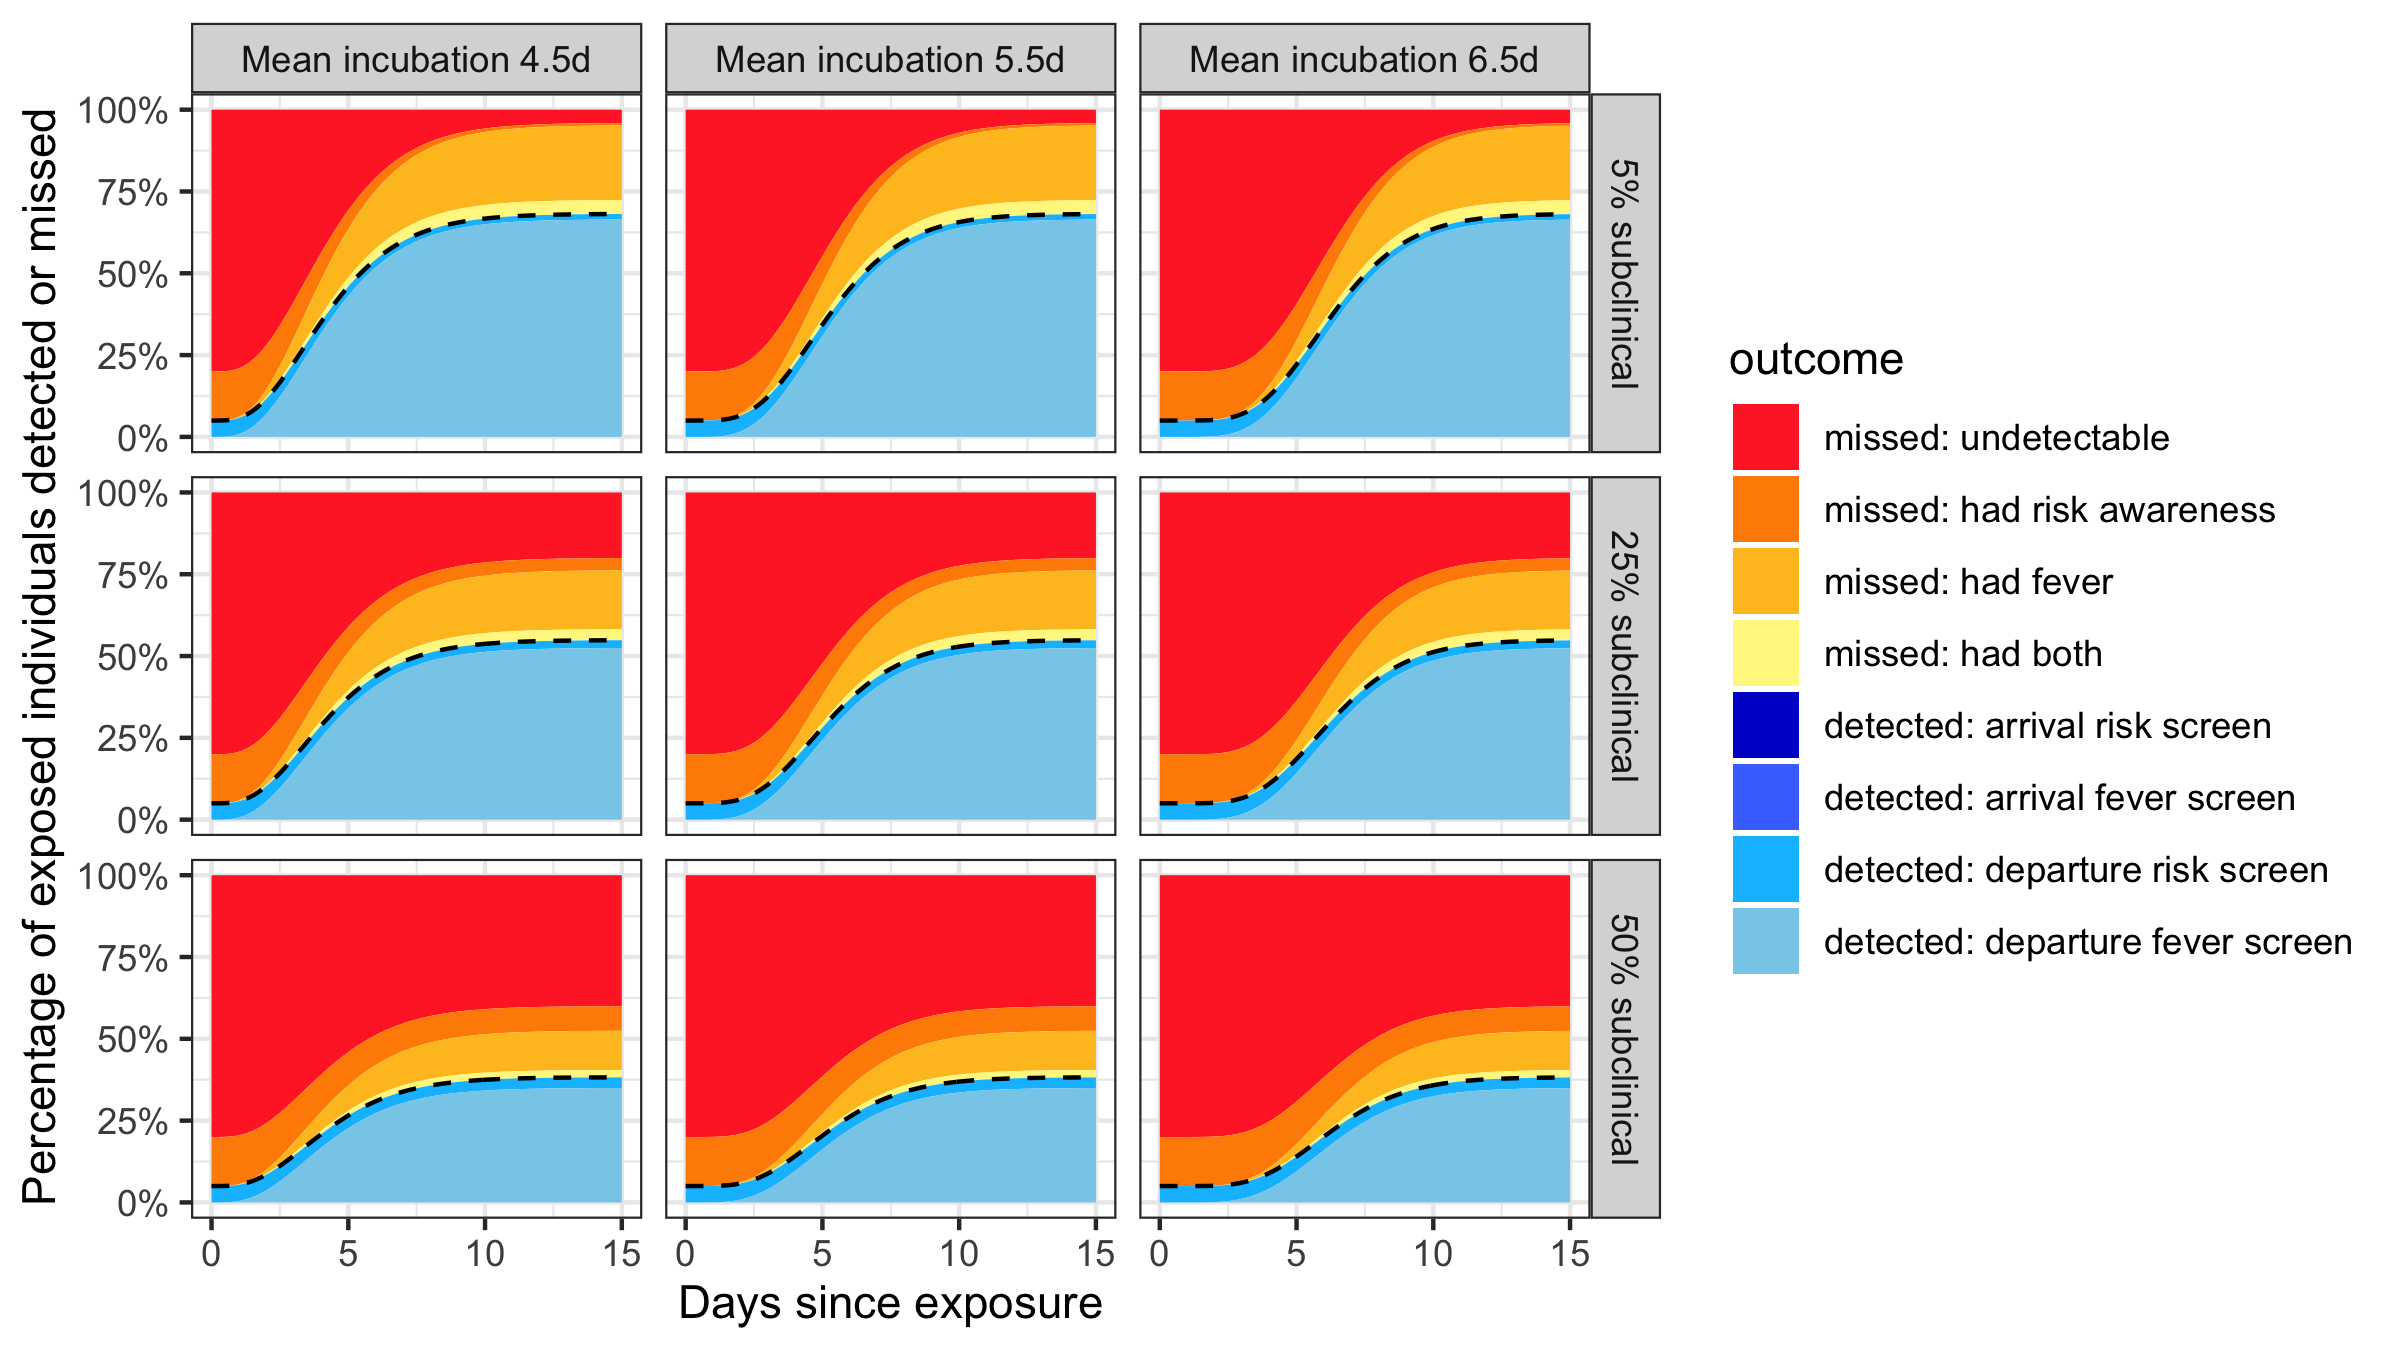 Mean incubation 4.5d
Mean incubation 5.5d
Mean incubation 6.5d
Percentage of exposed individuals detected or missed
100%
75%
50%
25%
0%
5% subclinical
100%
75%
50%
25%
0%
25% subclinical
100%
75%
50%
25%
0%
50% subclinical
0 5 10 15
0 5 10 15
0 5 10 15
Days since exposure
outcome
missed: undetectable
missed: had risk awareness
missed: had fever
missed: had both
detected: arrival risk screen
detected: arrival fever screen
detected: departure risk screen
detected: departure fever screen